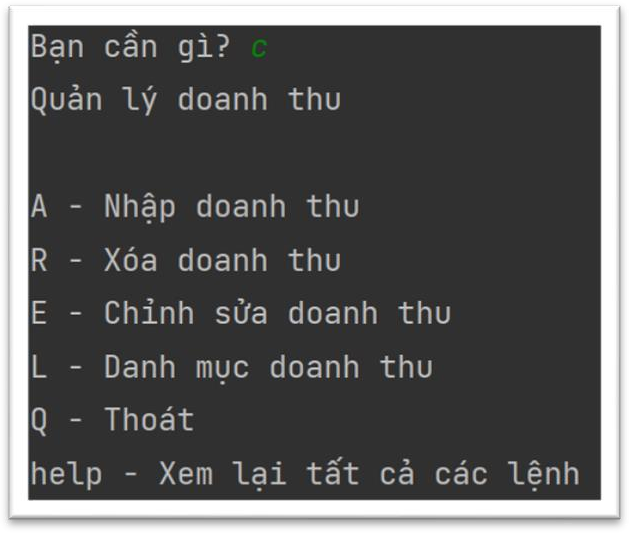 Bạn cần gì? c
Quản lý doanh thu
A - Nhập doanh thu
R - Xóa doanh thu
E - Chỉnh sửa doanh thu
L - Danh mục doanh thu
Q - Thoát
help - Xem lại tất cả các lệnh